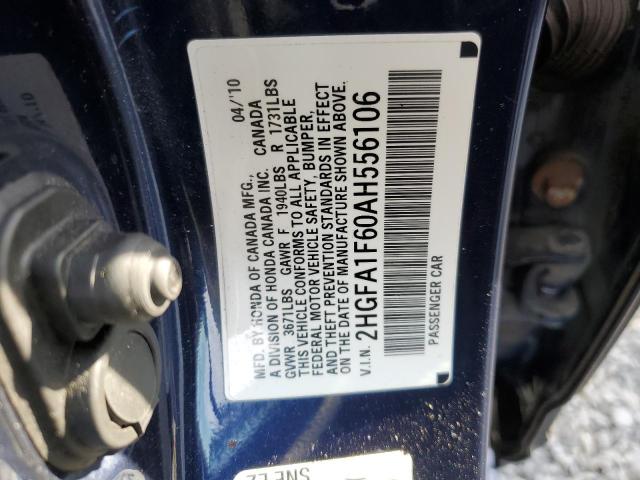 MFD. BY HONDA OF CANADA MFG., 04/'10
A DIVISION OF HONDA CANADA INC. CANADA
GVWR 3671LBS GAWR F 1940LBS R 1731LBS
THIS VEHICLE CONFORMS TO ALL APPLICABLE
FEDERAL MOTOR VEHICLE SAFETY, BUMPER,
AND THEFT PREVENTION STANDARDS IN EFFECT
ON THE DATE OF MANUFACTURE SHOWN ABOVE.
V.I.N. 2HGFA1F60AH556106
PASSENGER CAR